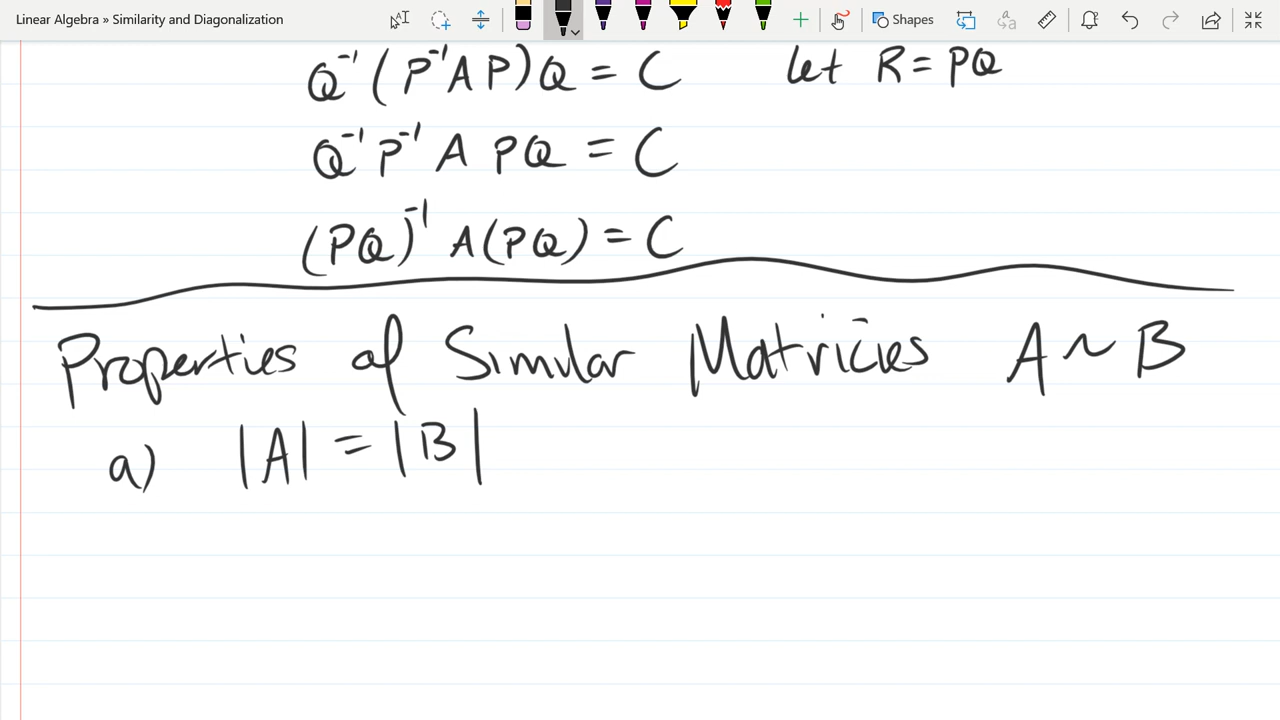 Linear Algebra » Similarity and Diagonalization
Shapes
Q⁻¹(P⁻¹AP)Q = C let R = PQ
Q⁻¹P⁻¹ A PQ = C
(PQ)⁻¹ A(PQ) = C
Properties of Similar Matricies A ~ B
a) |A| = |B|